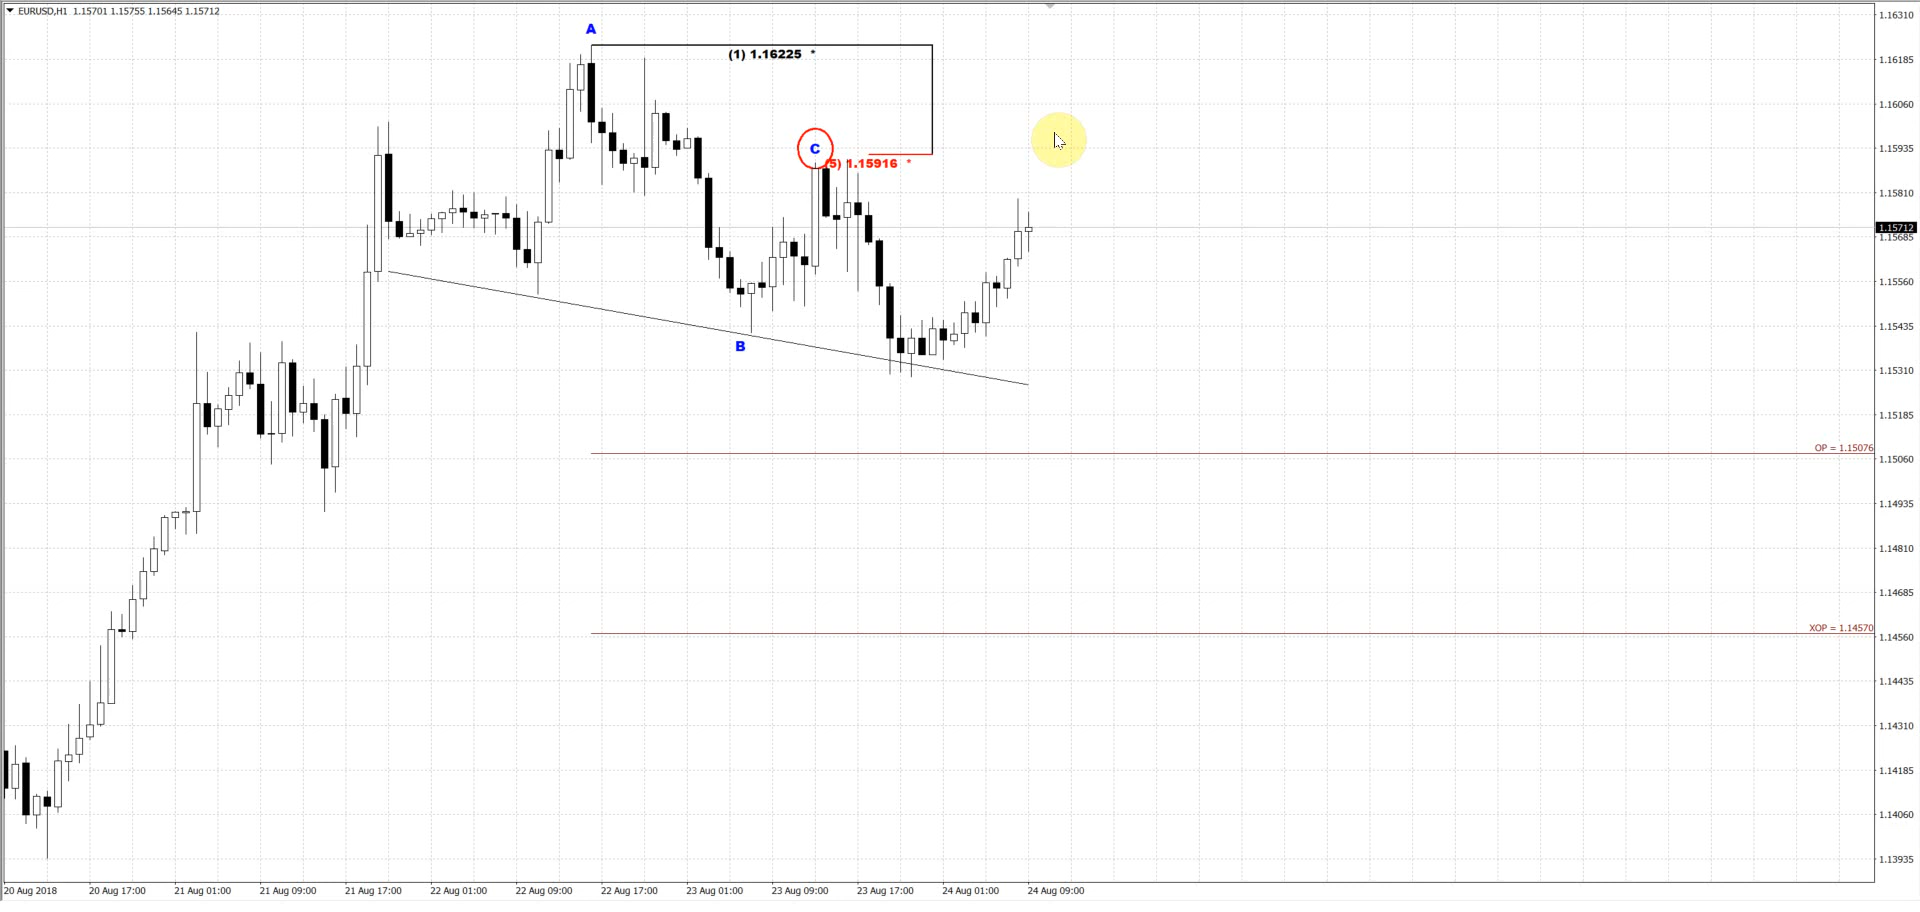 EURUSD,H1 1.15701 1.15755 1.15645 1.15712
A
(1) 1.16225 *
C
(5) 1.15916 *
B
OP = 1.15076
XOP = 1.14570
1.16310
1.16185
1.16060
1.15935
1.15810
1.15712
1.15685
1.15560
1.15435
1.15310
1.15185
1.15060
1.14935
1.14810
1.14685
1.14560
1.14435
1.14310
1.14185
1.14060
1.13935
20 Aug 2018 20 Aug 17:00 21 Aug 01:00 21 Aug 09:00 21 Aug 17:00 22 Aug 01:00 22 Aug 09:00 22 Aug 17:00 23 Aug 01:00 23 Aug 09:00 23 Aug 17:00 24 Aug 01:00 24 Aug 09:00